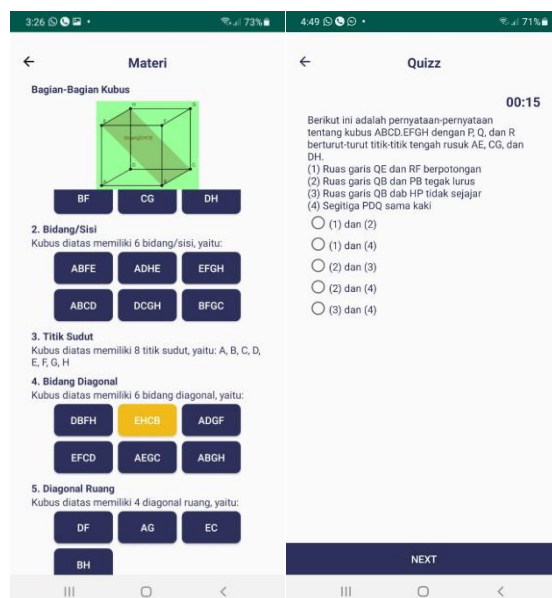 3:26 73%
Materi
Bagian-Bagian Kubus
H G
E F
BidangEHCB
D C
A B
BF CG DH
2. Bidang/Sisi
Kubus diatas memiliki 6 bidang/sisi, yaitu:
ABFE ADHE EFGH
ABCD DCGH BFGC
3. Titik Sudut
Kubus diatas memiliki 8 titik sudut, yaitu: A, B, C, D,
E, F, G, H
4. Bidang Diagonal
Kubus diatas memiliki 6 bidang diagonal, yaitu:
DBFH EHCB ADGF
EFCD AEGC ABGH
5. Diagonal Ruang
Kubus diatas memiliki 4 diagonal ruang, yaitu:
DF AG EC
BH
4:49 71%
Quizz
00:15
Berikut ini adalah pernyataan-pernyataan
tentang kubus ABCD.EFGH dengan P, Q, dan R
berturut-turut titik-titik tengah rusuk AE, CG, dan
DH.
(1) Ruas garis QE dan RF berpotongan
(2) Ruas garis QB dan PB tegak lurus
(3) Ruas garis QB dab HP tidak sejajar
(4) Segitiga PDQ sama kaki
(1) dan (2)
(1) dan (4)
(2) dan (3)
(2) dan (4)
(3) dan (4)
NEXT